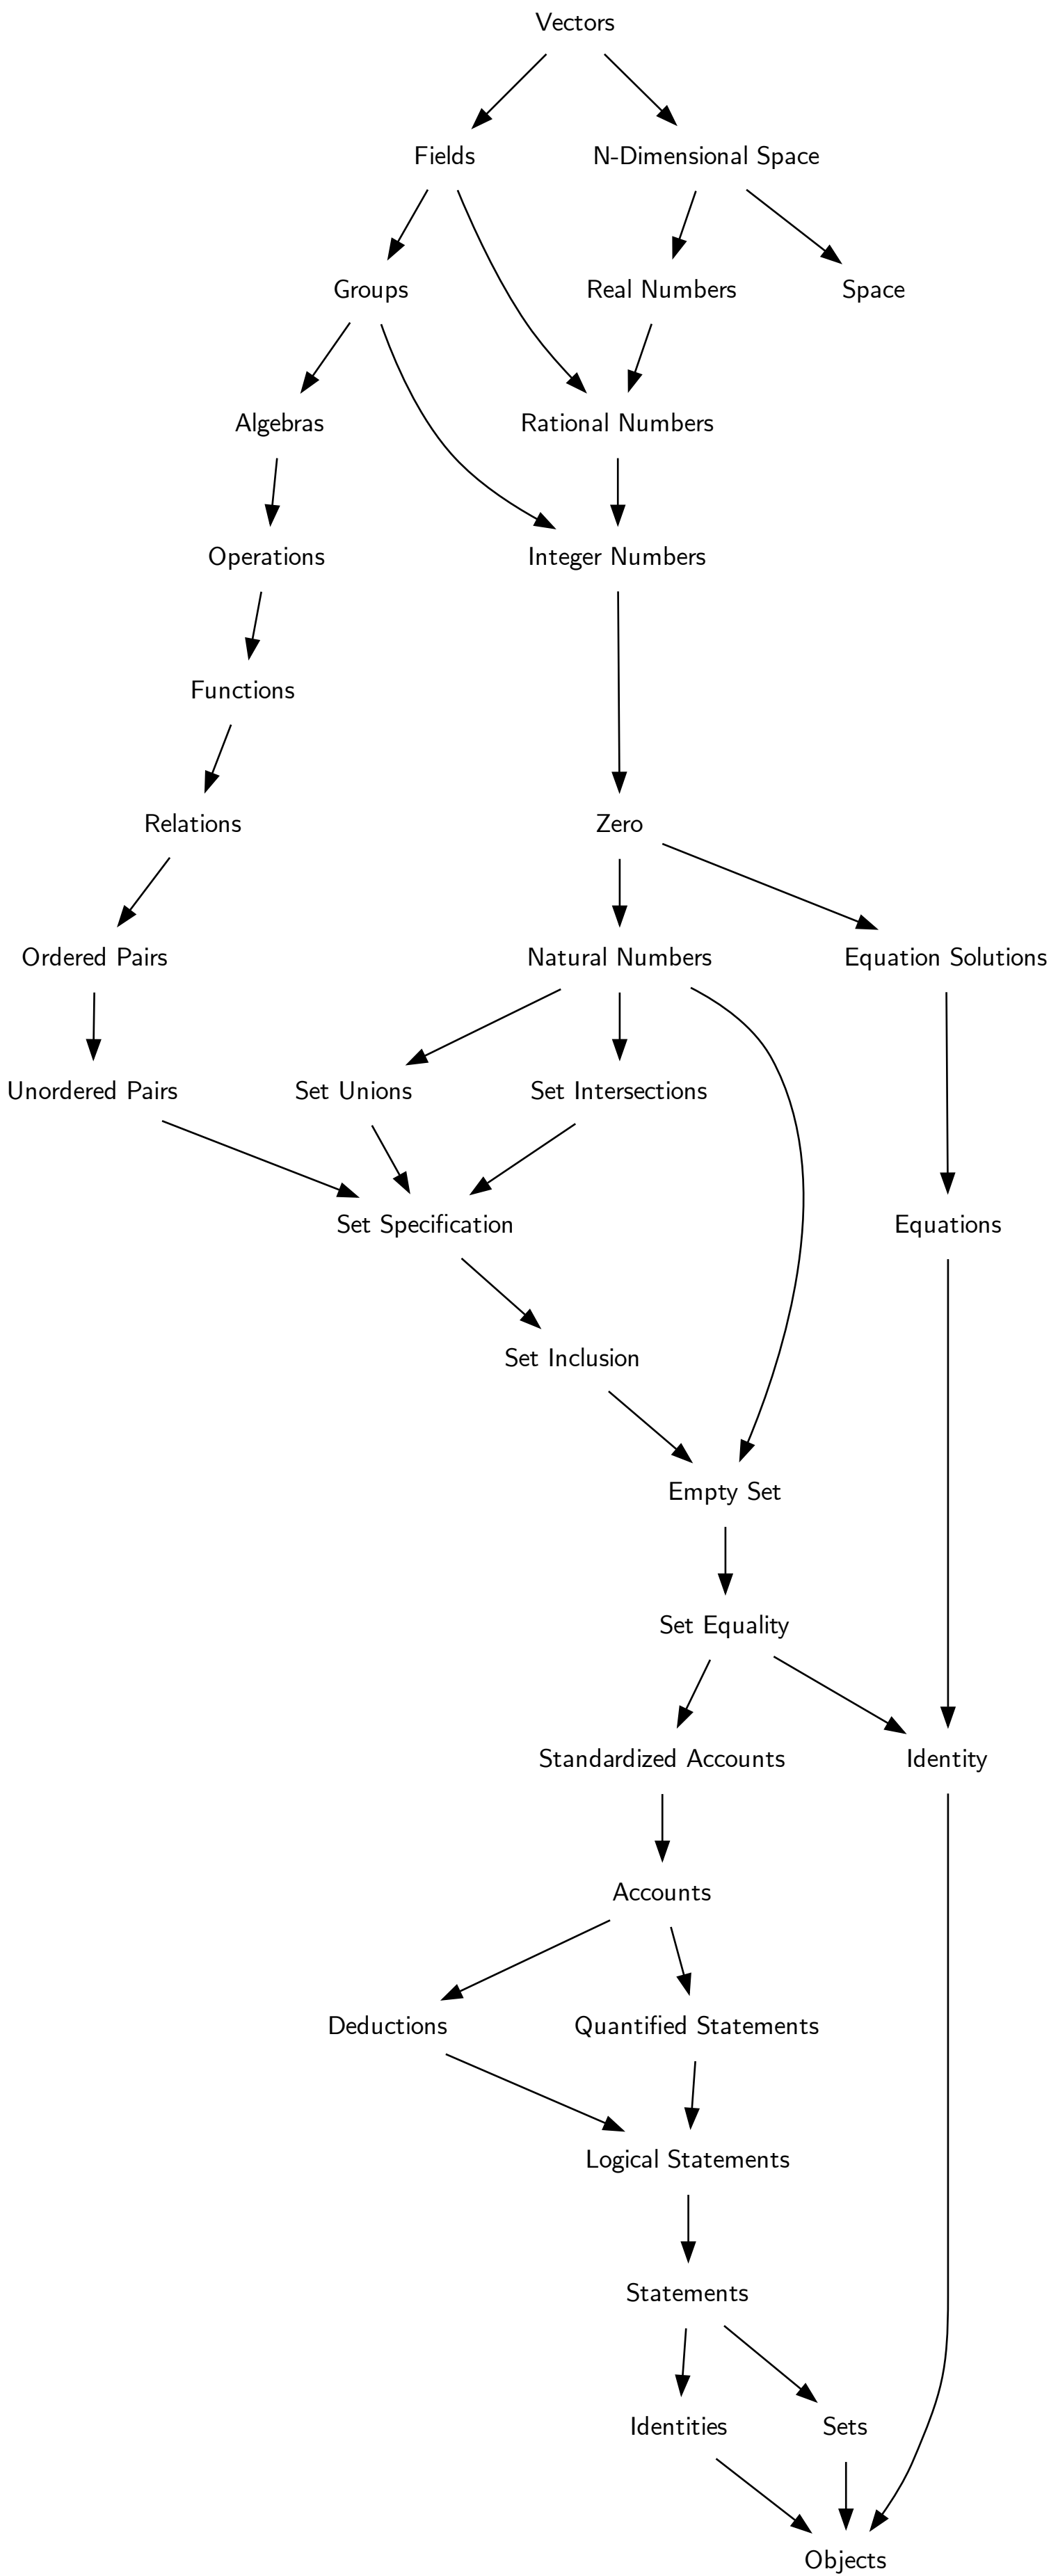 Vectors
Fields
N-Dimensional Space
Groups
Real Numbers
Space
Algebras
Rational Numbers
Operations
Integer Numbers
Functions
Relations
Zero
Ordered Pairs
Natural Numbers
Equation Solutions
Unordered Pairs
Set Unions
Set Intersections
Set Specification
Equations
Set Inclusion
Empty Set
Set Equality
Standardized Accounts
Identity
Accounts
Deductions
Quantified Statements
Logical Statements
Statements
Identities
Sets
Objects